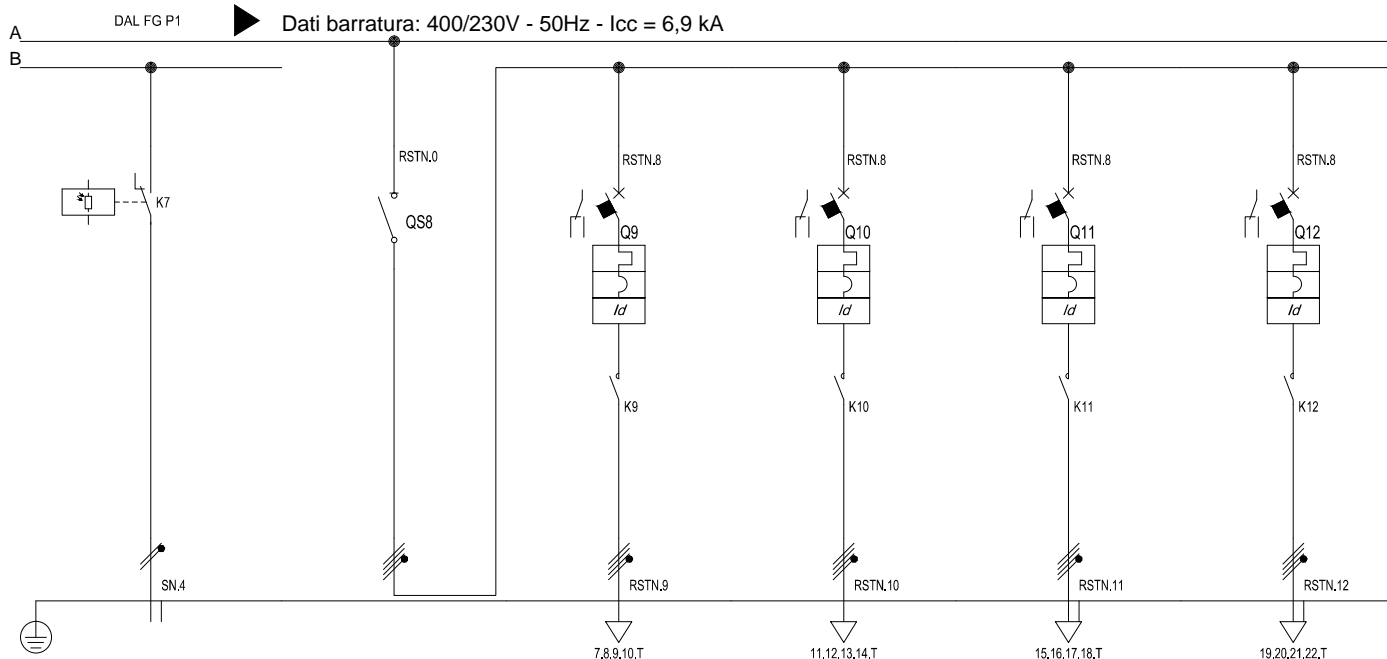 DAL FG P1
Dati barratura: 400/230V - 50Hz - Icc = 6,9 kA
A
B
RSTN.0
RSTN.8
RSTN.8
RSTN.8
RSTN.8
K7
QS8
Q9
Q10
Q11
Q12
Id
Id
Id
Id
K9
K10
K11
K12
SN.4
RSTN.9
RSTN.10
RSTN.11
RSTN.12
7.8.9.10.T
11.12.13.14.T
15.16.17.18.T
19.20.21.22.T